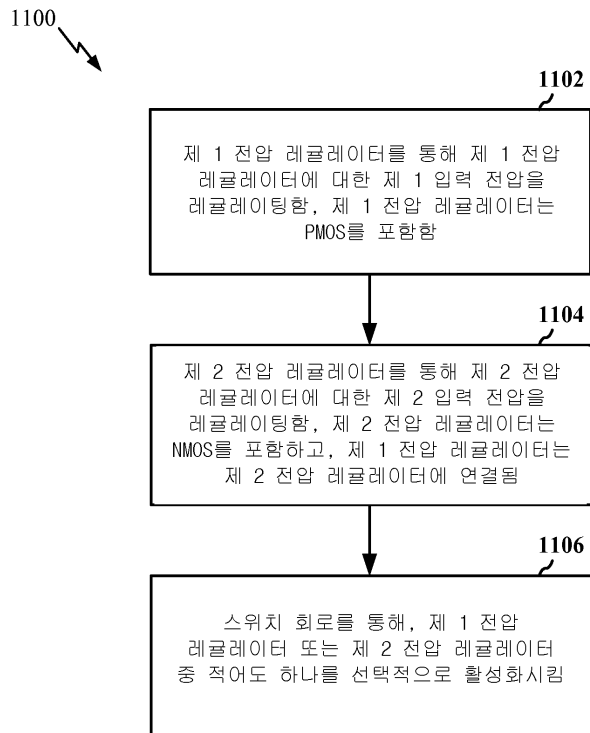 1100
1102
제 1 전압 레귤레이터를 통해 제 1 전압
레귤레이터에 대한 제 1 입력 전압을
레귤레이팅함, 제 1 전압 레귤레이터는
PMOS를 포함함
1104
제 2 전압 레귤레이터를 통해 제 2 전압
레귤레이터에 대한 제 2 입력 전압을
레귤레이팅함, 제 2 전압 레귤레이터는
NMOS를 포함하고, 제 1 전압 레귤레이터는
제 2 전압 레귤레이터에 연결됨
1106
스위치 회로를 통해, 제 1 전압
레귤레이터 또는 제 2 전압 레귤레이터
중 적어도 하나를 선택적으로 활성화시킴